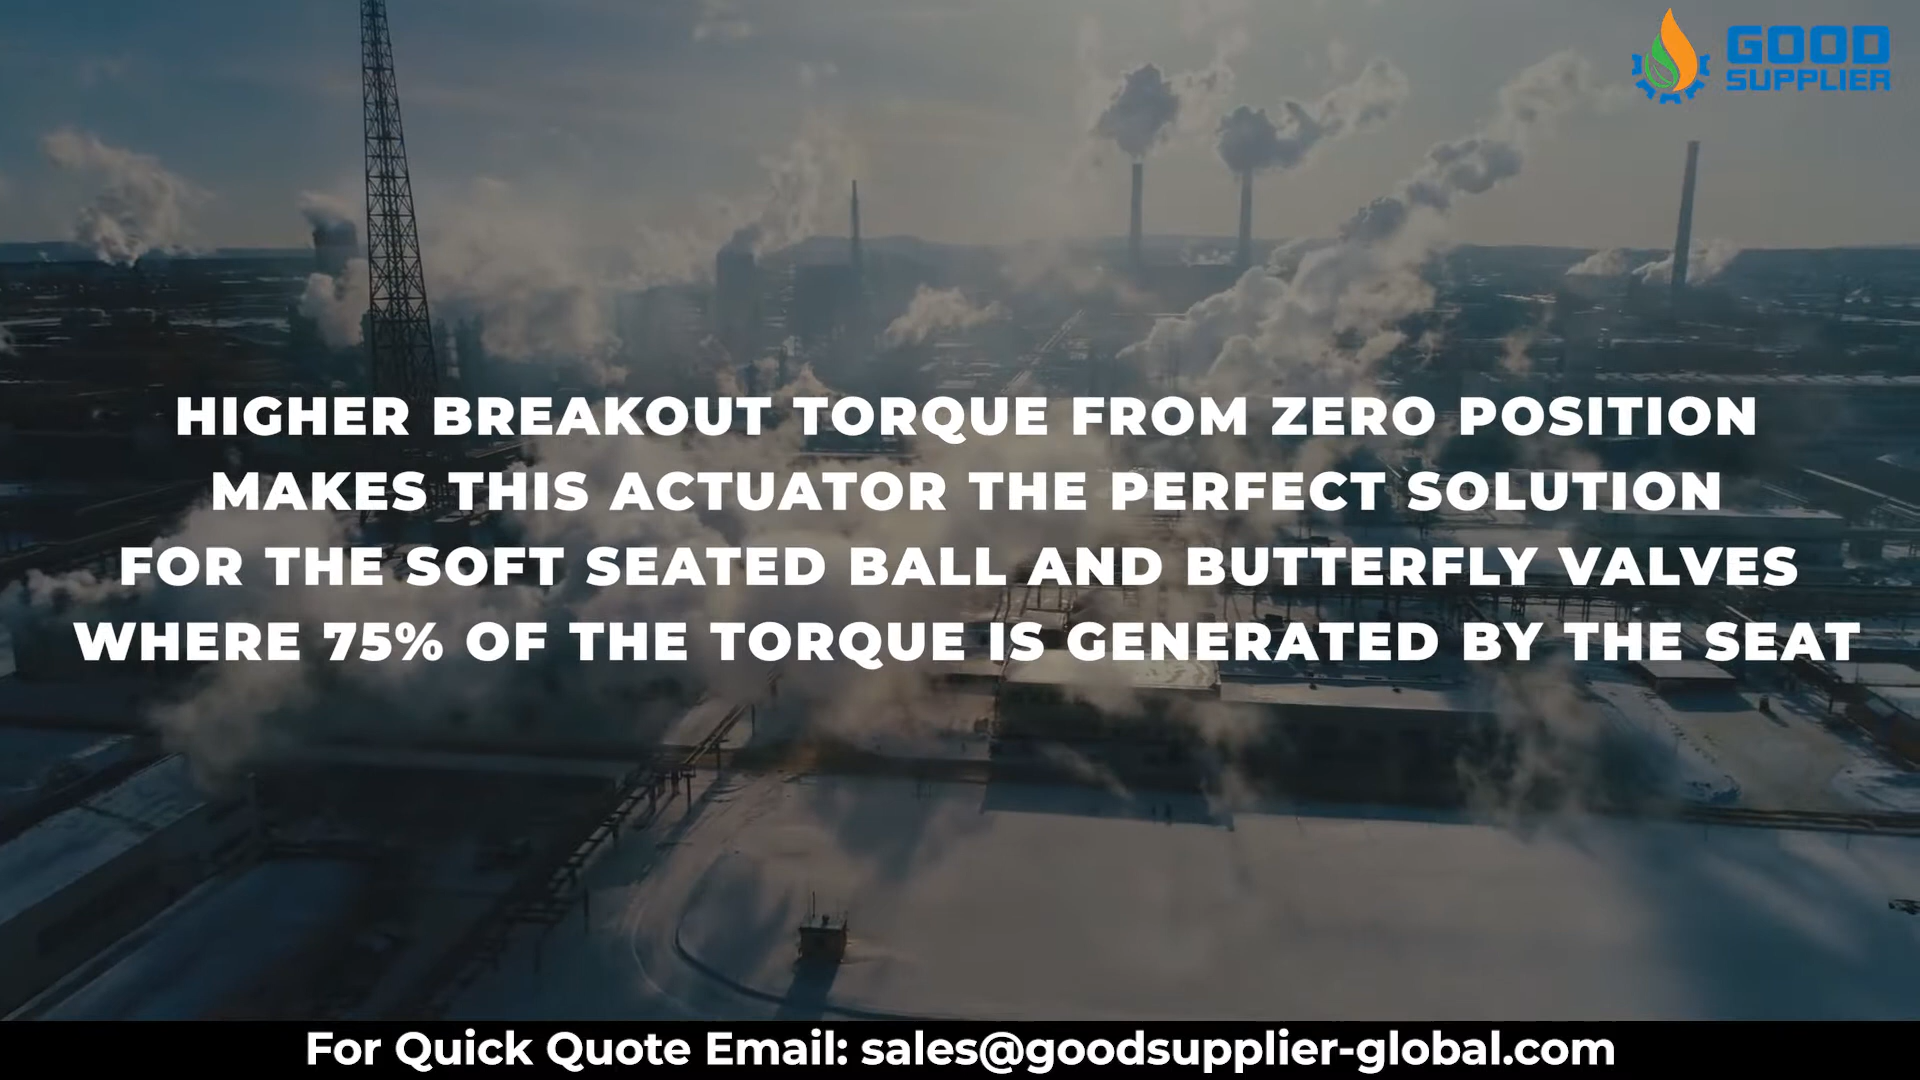 GOOD
SUPPLIER
HIGHER BREAKOUT TORQUE FROM ZERO POSITION
MAKES THIS ACTUATOR THE PERFECT SOLUTION
FOR THE SOFT SEATED BALL AND BUTTERFLY VALVES
WHERE 75% OF THE TORQUE IS GENERATED BY THE SEAT
For Quick Quote Email: sales@goodsupplier-global.com